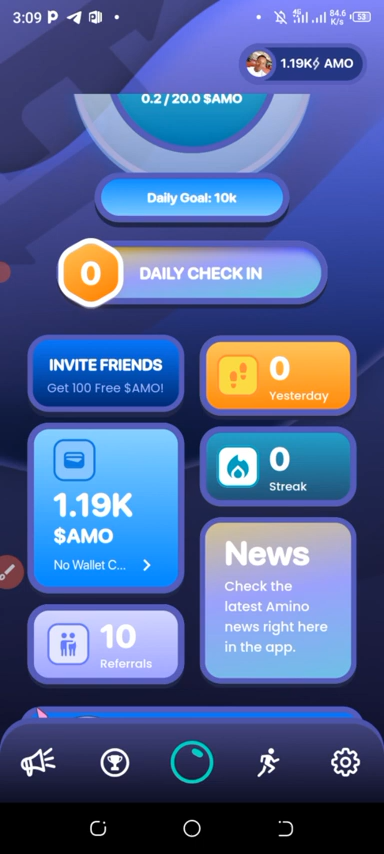 3:09
4G
84.6
K/s
53
1.19K AMO
0.2 / 20.0 $AMO
Daily Goal: 10k
0
DAILY CHECK IN
INVITE FRIENDS
Get 100 Free $AMO!
0
Yesterday
1.19K
$AMO
No Wallet C...
0
Streak
News
Check the
latest Amino
news right here
in the app.
10
Referrals